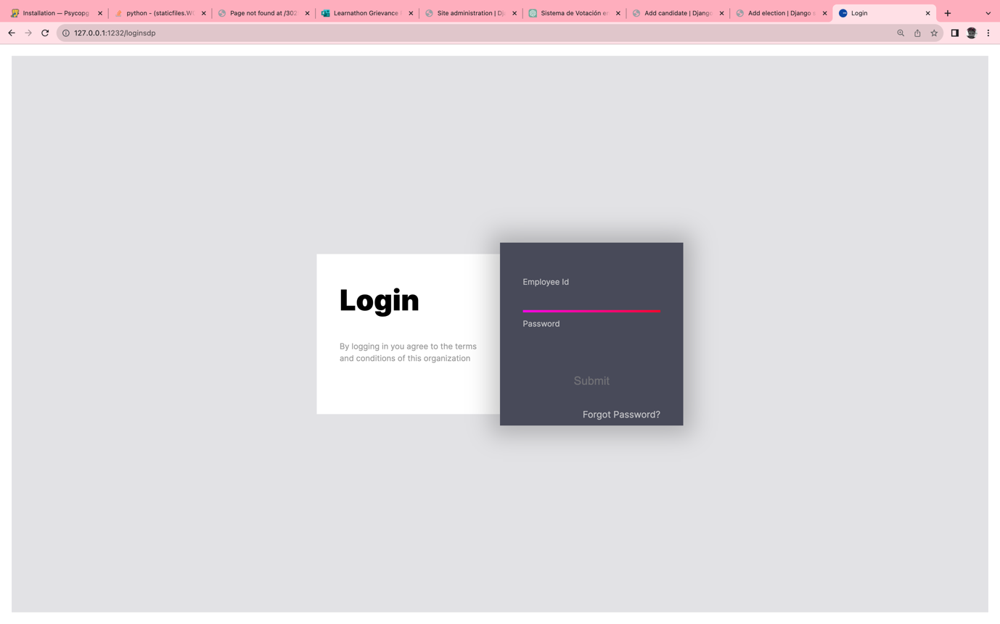 Installation — Psycopg
python - (staticfiles.W
Page not found at /302
Learnathon Grievance
Site administration | Dj
Sistema de Votación en
Add candidate | Django
Add election | Django s
Login
127.0.0.1:1232/loginsdp
Login
By logging in you agree to the terms
and conditions of this organization
Employee Id
Password
Submit
Forgot Password?